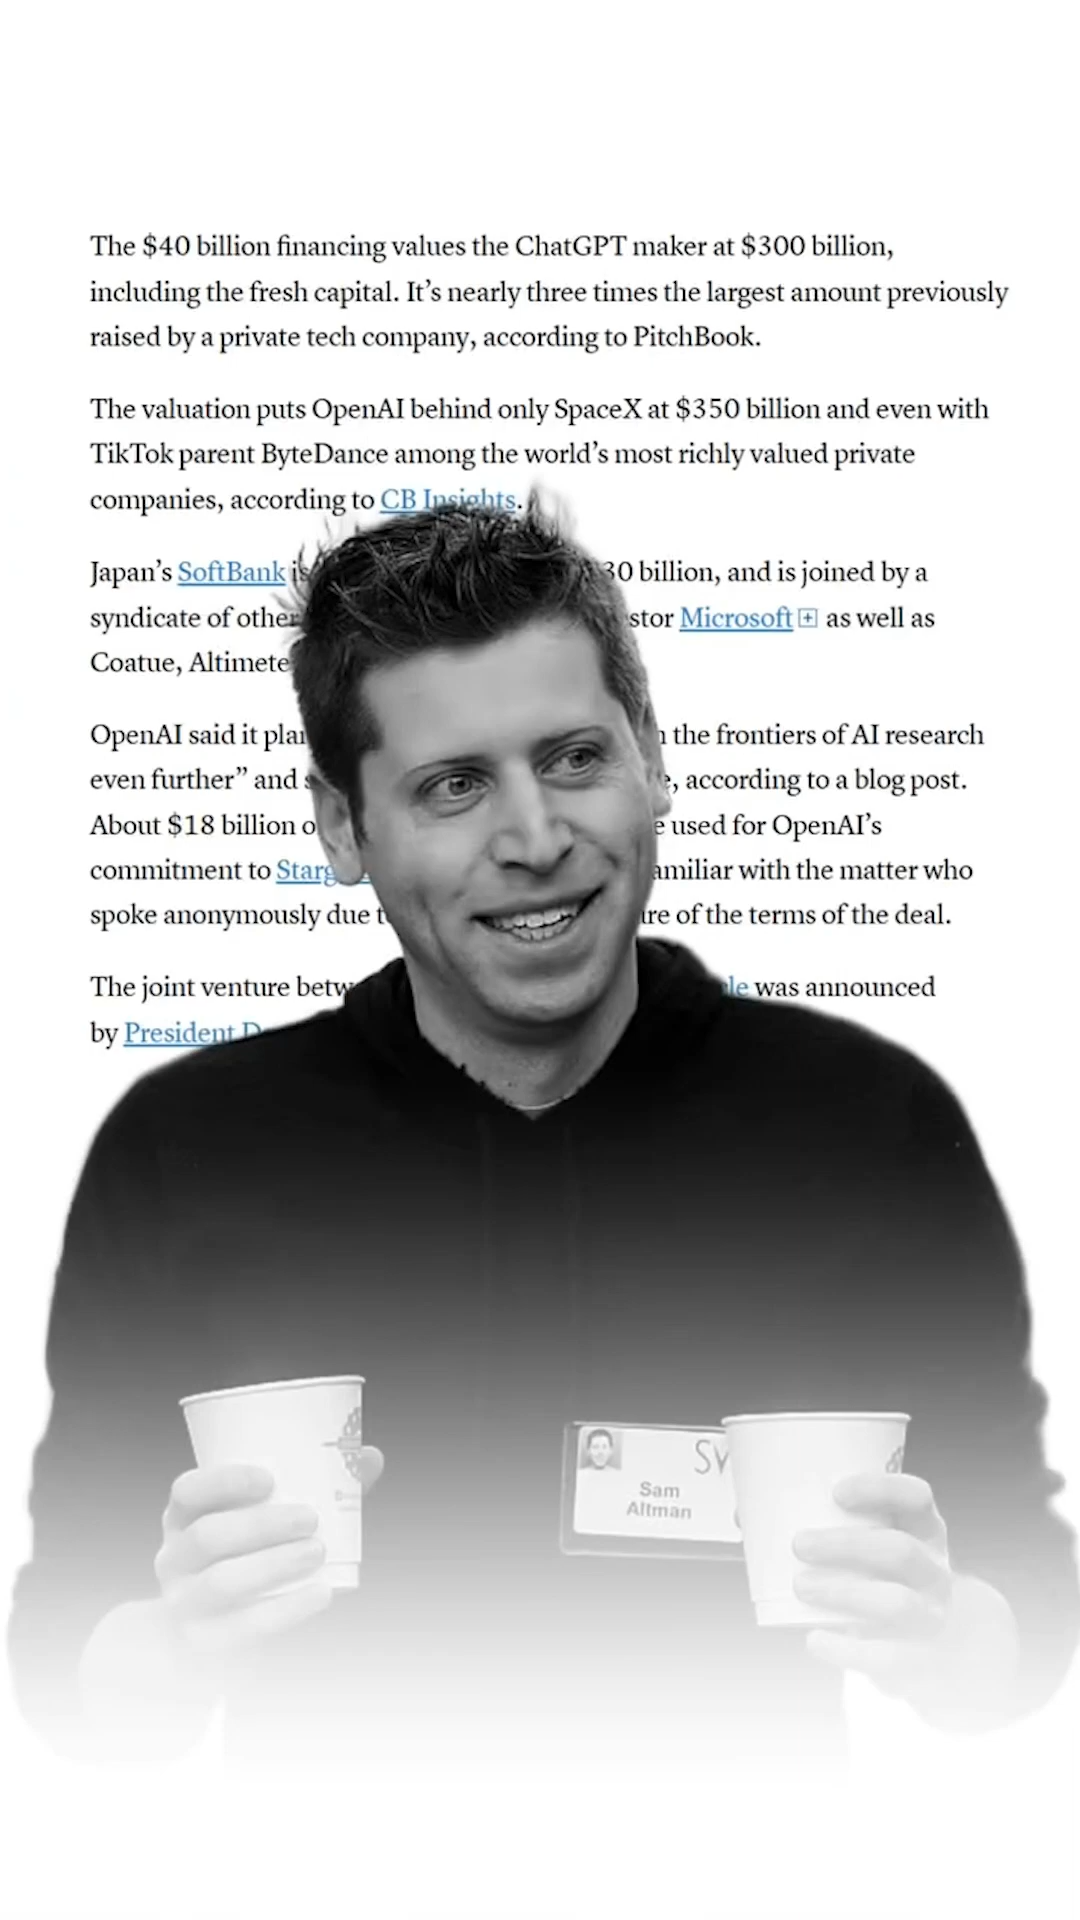 The $40 billion financing values the ChatGPT maker at $300 billion,
including the fresh capital. It’s nearly three times the largest amount previously
raised by a private tech company, according to PitchBook.
The valuation puts OpenAI behind only SpaceX at $350 billion and even with
TikTok parent ByteDance among the world’s most richly valued private
companies, according to CB Insights.
Japan’s SoftBank 30 billion, and is joined by a
syndicate of other Microsoft as well as
Coatue,
OpenAI said it the frontiers of AI research
even further” and according to a blog post.
About $18 billion used for OpenAI’s
commitment to with the matter who
spoke anonymously due of the terms of the deal.
The joint venture was announced
by President
Sam
Altman